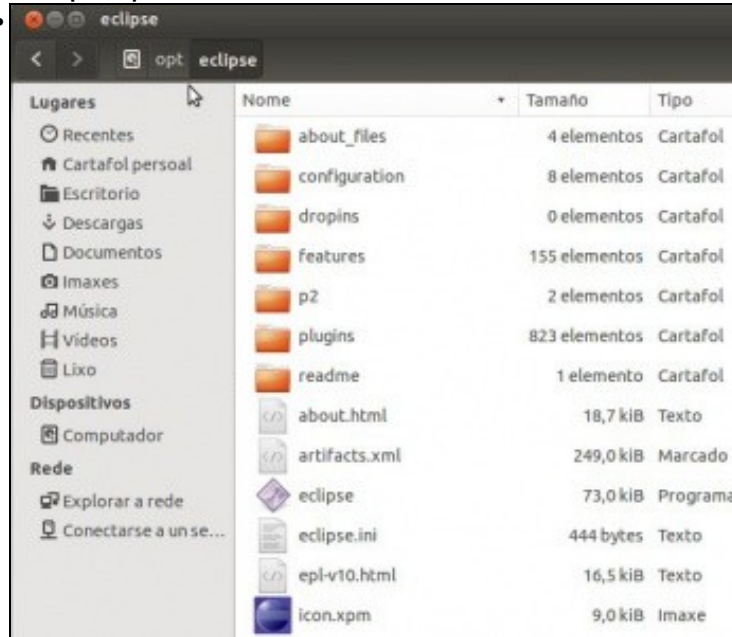 eclipse
opt eclipse
Lugares
Recentes
Cartafol persoal
Escritorio
Descargas
Documentos
Imaxes
Música
Vídeos
Lixo
Dispositivos
Computador
Rede
Explorar a rede
Conectarse a un se...
Nome Tamaño Tipo
about_files 4 elementos Cartafol
configuration 8 elementos Cartafol
dropins 0 elementos Cartafol
features 155 elementos Cartafol
p2 2 elementos Cartafol
plugins 823 elementos Cartafol
readme 1 elemento Cartafol
about.html 18,7 kiB Texto
artifacts.xml 249,0 kiB Marcado
eclipse 73,0 kiB Programa
eclipse.ini 444 bytes Texto
epl-v10.html 16,5 kiB Texto
icon.xpm 9,0 kiB Imaxe